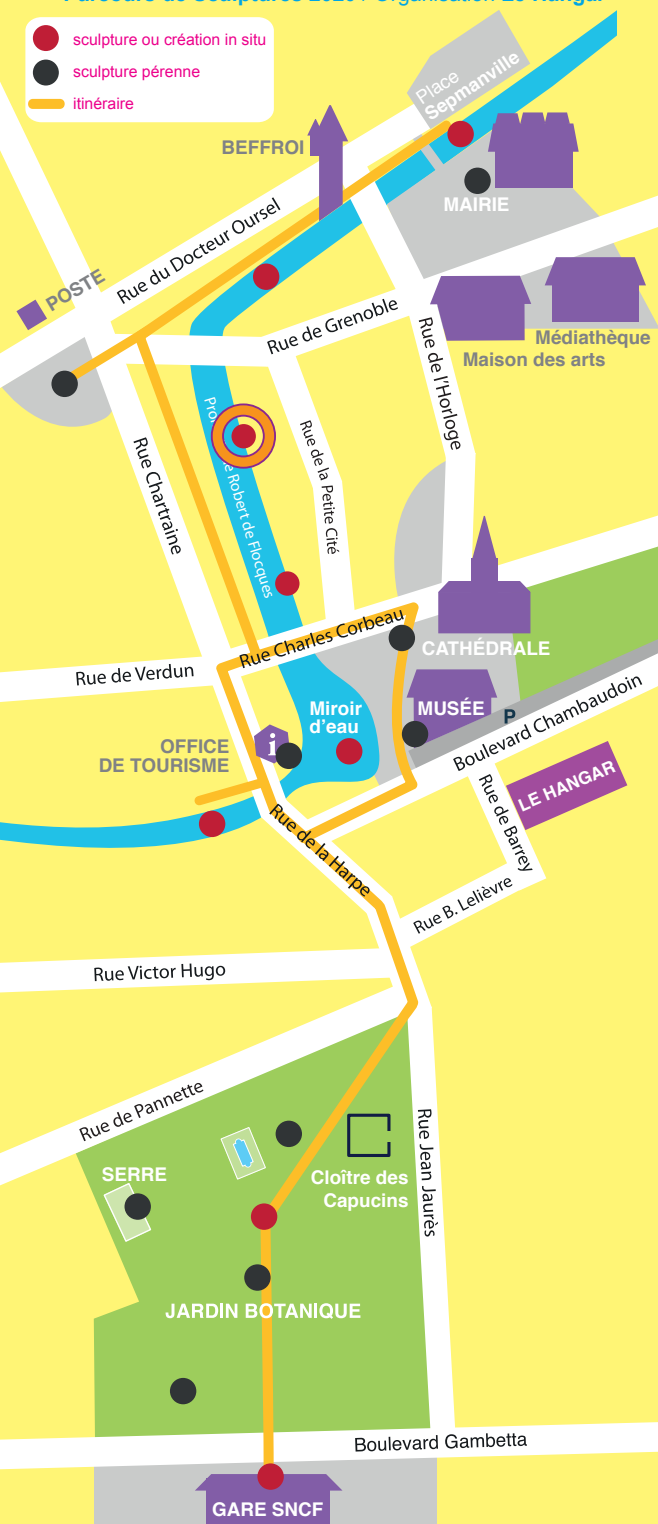 sculpture ou création in situ
sculpture pérenne
itinéraire
Place
Sepmanville
BEFFROI
MAIRIE
Rue du Docteur Oursel
POSTE
Rue de Grenoble
Médiathèque
Maison des arts
Rue de l'Horloge
Rue Chartraine
Robert de Flocques
Rue de la Petite Cité
Rue Charles Corbeau
CATHÉDRALE
Rue de Verdun
Miroir
d'eau
MUSÉE
P
Boulevard Chambaudoin
OFFICE
DE TOURISME
i
LE HANGAR
Rue de Barrey
Rue de la Harpe
Rue B. Lelièvre
Rue Victor Hugo
Rue de Pannette
Rue Jean Jaurès
Cloître des
Capucins
SERRE
JARDIN BOTANIQUE
Boulevard Gambetta
GARE SNCF